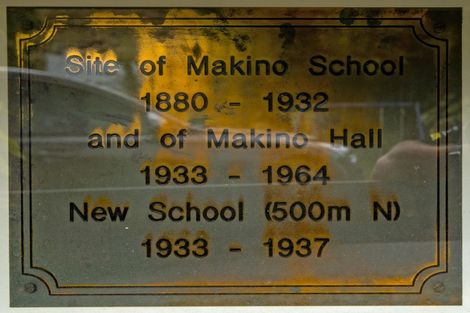 Site of Makino School
1880 - 1932
and of Makino Hall
1933 - 1964
New School (500m N)
1933 - 1937